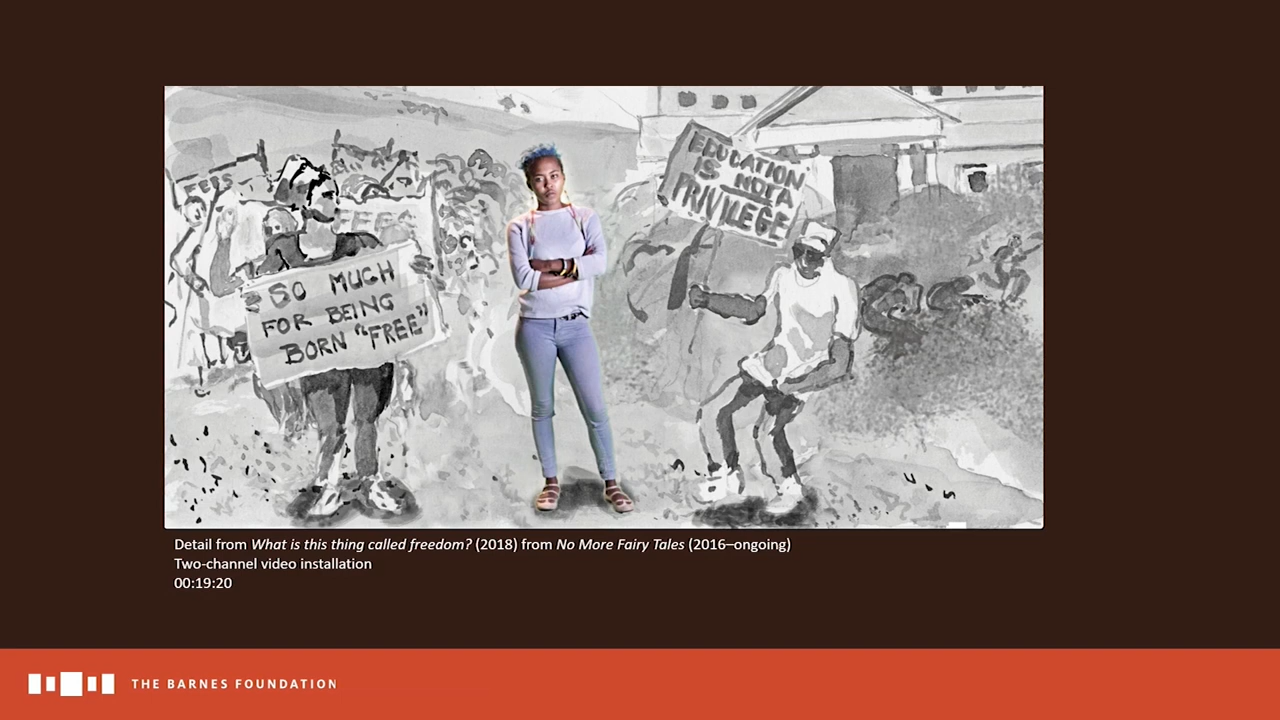 FEES
FEES
SO MUCH
FOR BEING
BORN "FREE"
EDUCATION
IS NOT A
PRIVILEGE
Detail from What is this thing called freedom? (2018) from No More Fairy Tales (2016–ongoing)
Two-channel video installation
00:19:20
THE BARNES FOUNDATION